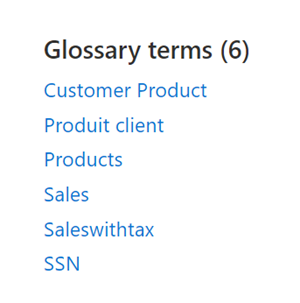 Glossary terms (6)
Customer Product
Produit client
Products
Sales
Saleswithtax
SSN